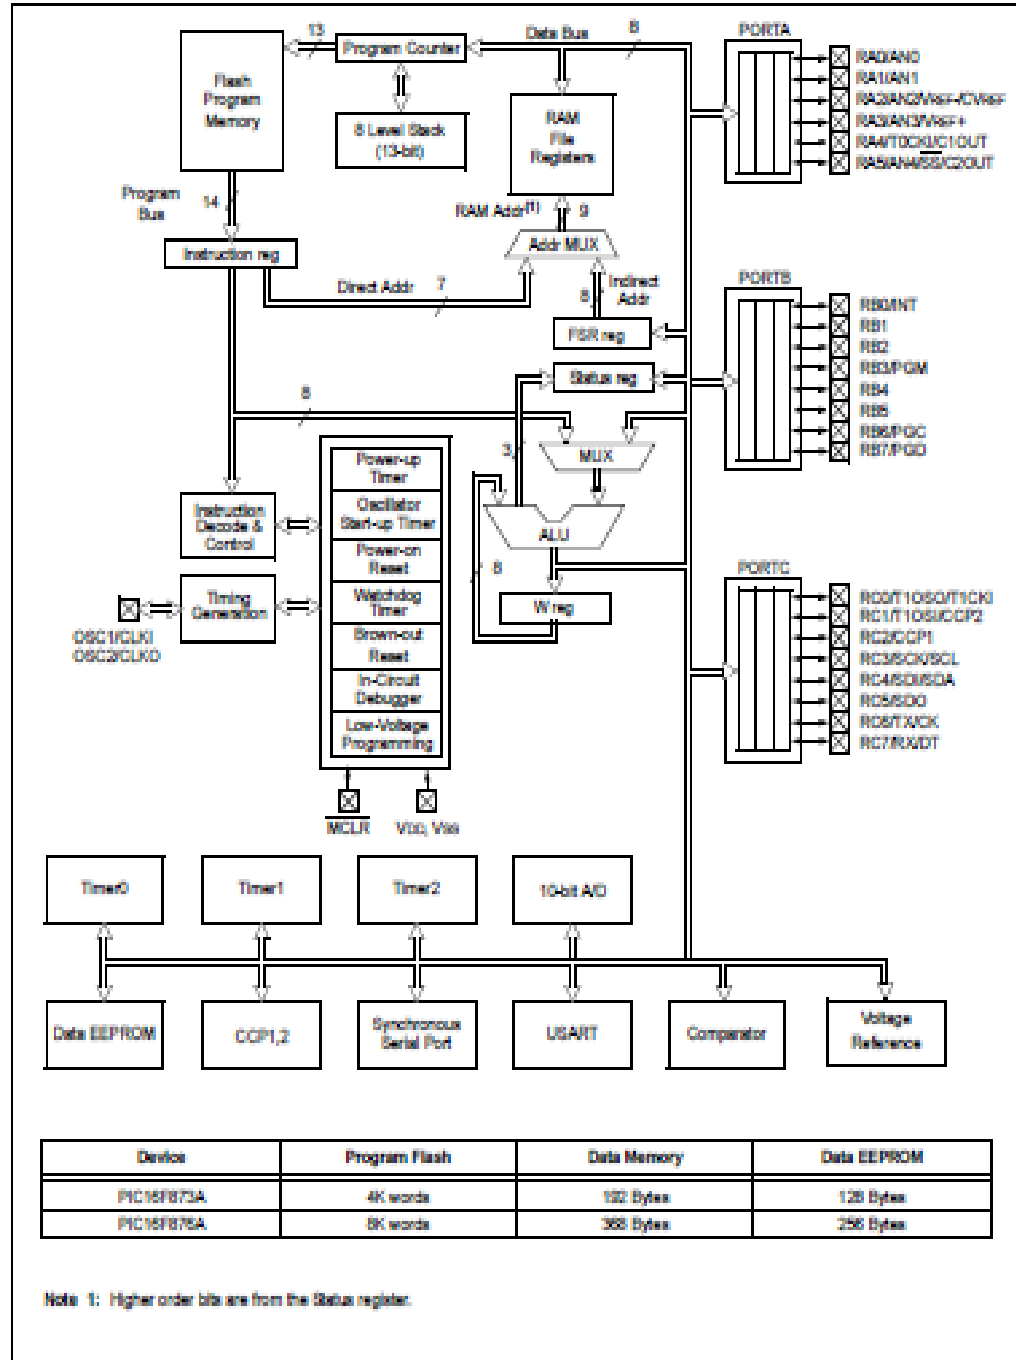 13
Program Counter
Data Bus
8
PORTA
Flash
Program
Memory
8 Level Stack
(13-bit)
RAM
File
Registers
RA0/AN0
RA1/AN1
RA2/AN2/VREF-/CVREF
RA3/AN3/VREF+
RA4/T0CKI/C1OUT
RA5/AN4/SS/C2OUT
Program
Bus
14
RAM Addr(1)
9
Addr MUX
Instruction reg
Direct Addr
7
8
Indirect
Addr
FSR reg
Status reg
PORTB
RB0/INT
RB1
RB2
RB3/PGM
RB4
RB5
RB6/PGC
RB7/PGD
8
3
MUX
ALU
8
W reg
Power-up
Timer
Oscillator
Start-up Timer
Power-on
Reset
Watchdog
Timer
Brown-out
Reset
In-Circuit
Debugger
Low-Voltage
Programming
Instruction
Decode &
Control
Timing
Generation
OSC1/CLKI
OSC2/CLKO
MCLR
VDD, VSS
PORTC
RC0/T1OSO/T1CKI
RC1/T1OSI/CCP2
RC2/CCP1
RC3/SCK/SCL
RC4/SDI/SDA
RC5/SDO
RC6/TX/CK
RC7/RX/DT
Timer0
Timer1
Timer2
10-bit A/D
Data EEPROM
CCP1,2
Synchronous
Serial Port
USART
Comparator
Voltage
Reference
Device Program Flash Data Memory Data EEPROM
PIC16F873A 4K words 192 Bytes 128 Bytes
PIC16F876A 8K words 368 Bytes 256 Bytes
Note 1: Higher order bits are from the Status register.